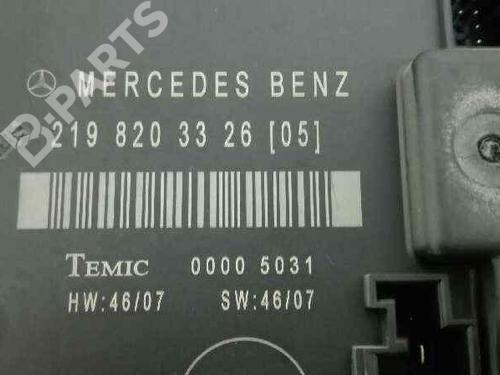 B-PARTS
MERCEDES BENZ
219 820 33 26 [05]
TEMIC 0000 5031
HW:46/07 SW:46/07